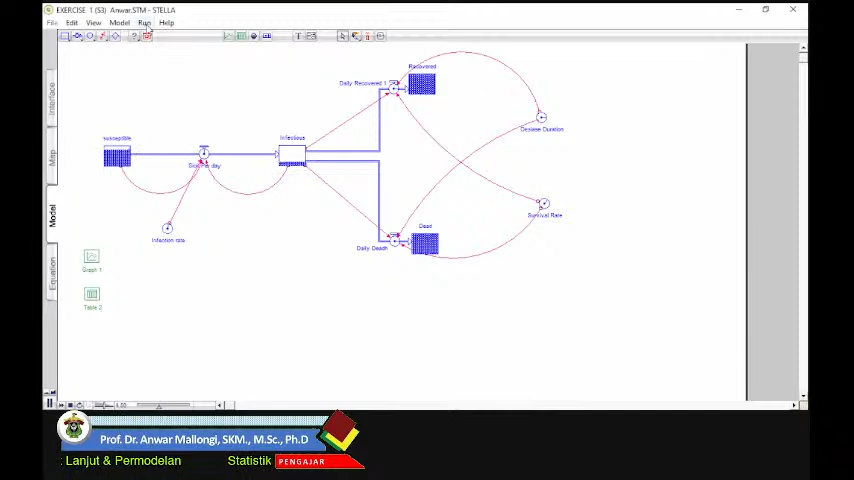 EXERCISE 1 (S3) Anwar.STM - STELLA
File Edit View Model Run Help
Interface
Map
Model
Equation
Recovered
Daily Recovered 1
Desiase Duration
susceptible
Infectious
Survival Rate
Infection rate
Dead
Daily Death
Graph 1
Table 2
Prof. Dr. Anwar Mallongi, SKM., M.Sc., Ph.D
: Lanjut & Permodelan Statistik PENGAJAR